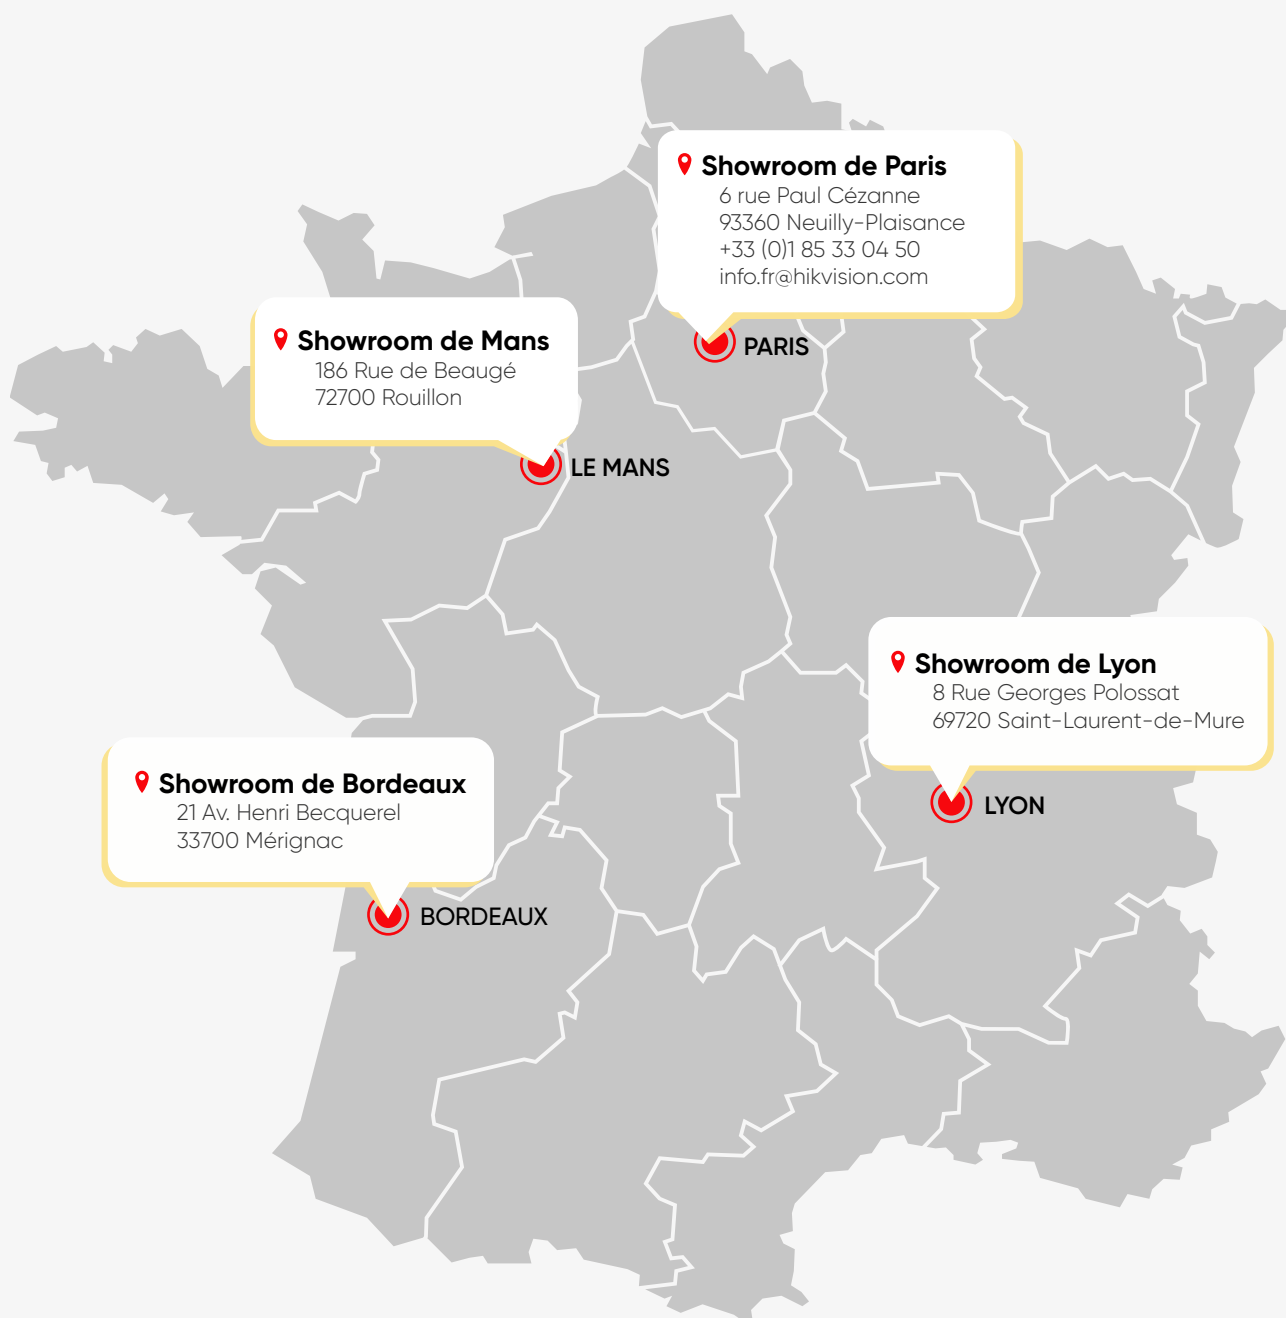 Showroom de Paris
6 rue Paul Cézanne
93360 Neuilly-Plaisance
+33 (0)1 85 33 04 50
info.fr@hikvision.com
PARIS
Showroom de Mans
186 Rue de Beaugé
72700 Rouillon
LE MANS
Showroom de Lyon
8 Rue Georges Polossat
69720 Saint-Laurent-de-Mure
LYON
Showroom de Bordeaux
21 Av. Henri Becquerel
33700 Mérignac
BORDEAUX